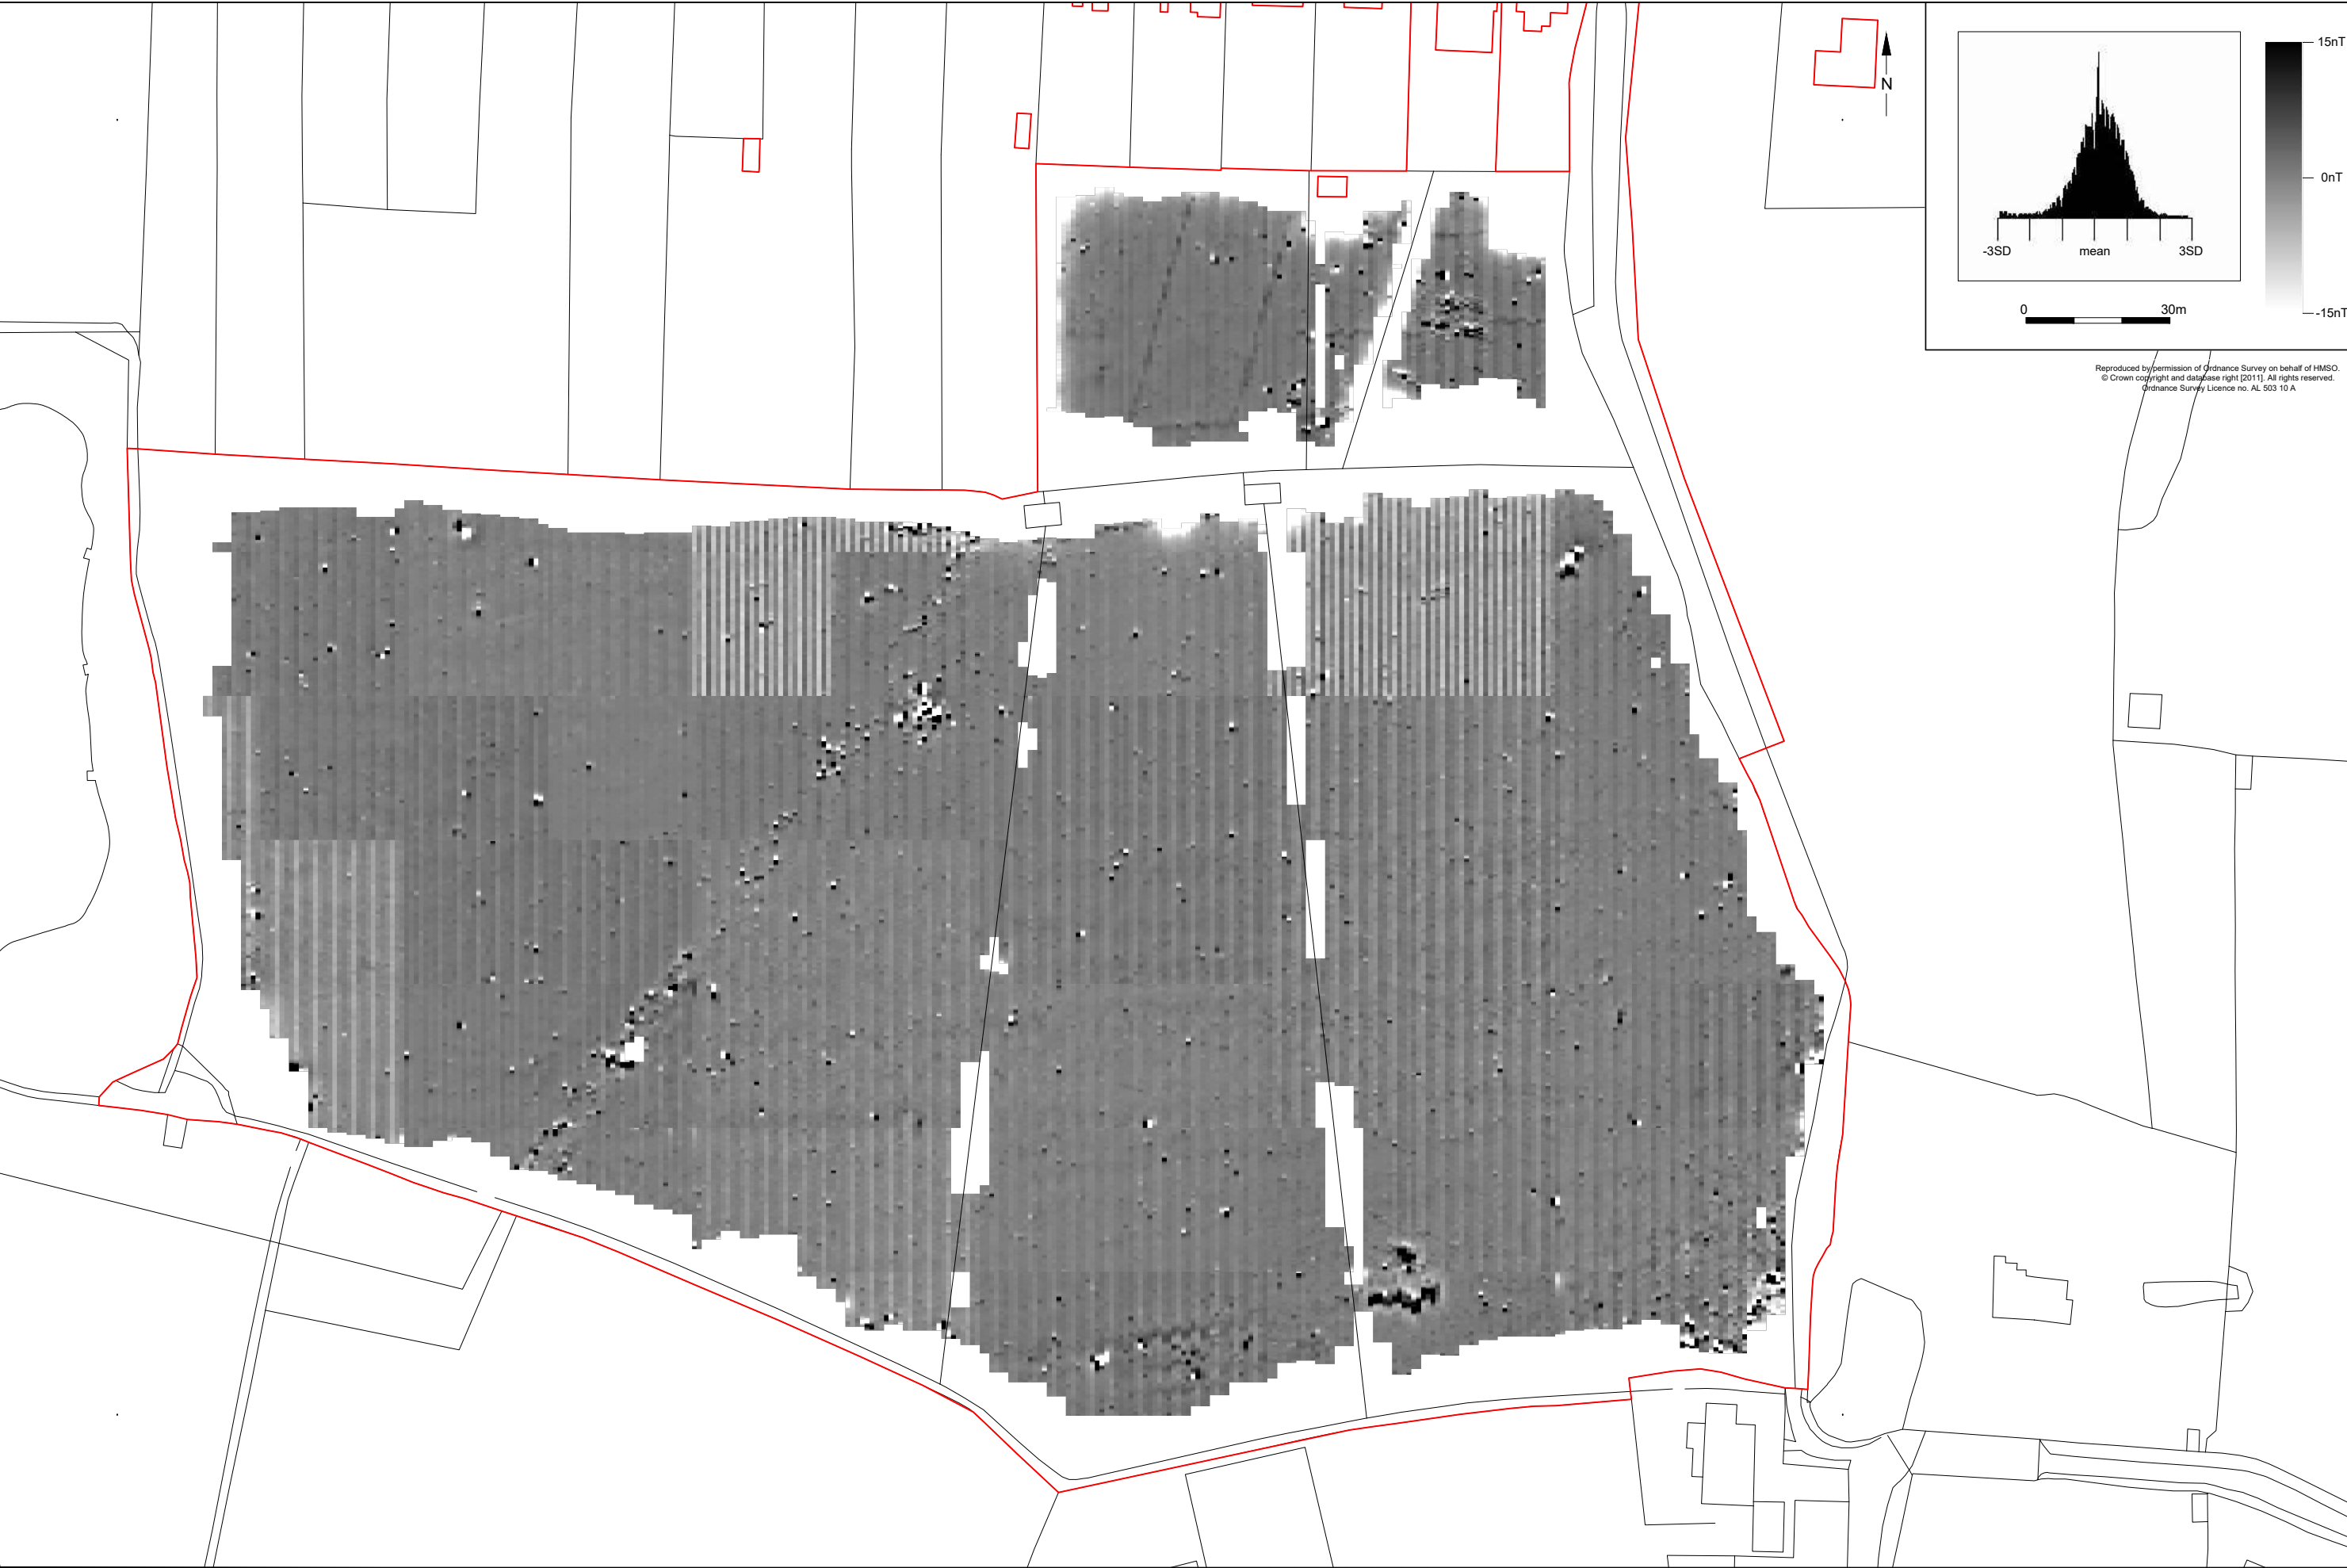 N
15nT
0nT
-15nT
-3SD
mean
3SD
0
30m
Reproduced by permission of Ordnance Survey on behalf of HMSO.
© Crown copyright and database right [2011]. All rights reserved.
Ordnance Survey Licence no. AL 503 10 A